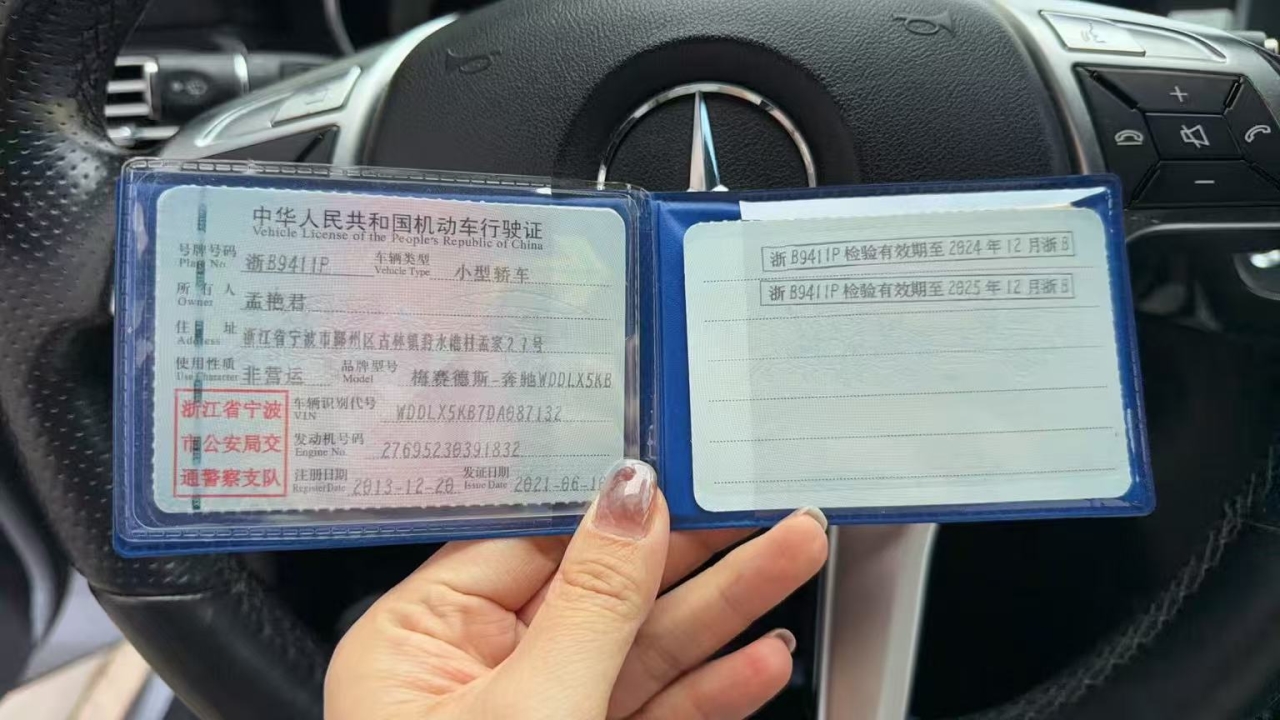 中华人民共和国机动车行驶证
Vehicle License of the People's Republic of China
号牌号码 浙B9411P 车辆类型 小型轿车
Plate No. Vehicle Type
所有人 孟艳君
Owner
住址 浙江省宁波市鄞州区古林镇蜃水桥村孟家27号
Address
使用性质 非营运 品牌型号 梅赛德斯-奔驰WDDLX5KB
Use Character Model
浙江省宁波
市公安局交
通警察支队
车辆识别代号 WDDLX5KB7DA087132
VIN
发动机号码 27695230391832
Engine No.
注册日期 2013-12-20 发证日期 2021-06-1
Register Date Issue Date
浙B9411P检验有效期至2024年12月浙B
浙B9411P检验有效期至2025年12月浙B